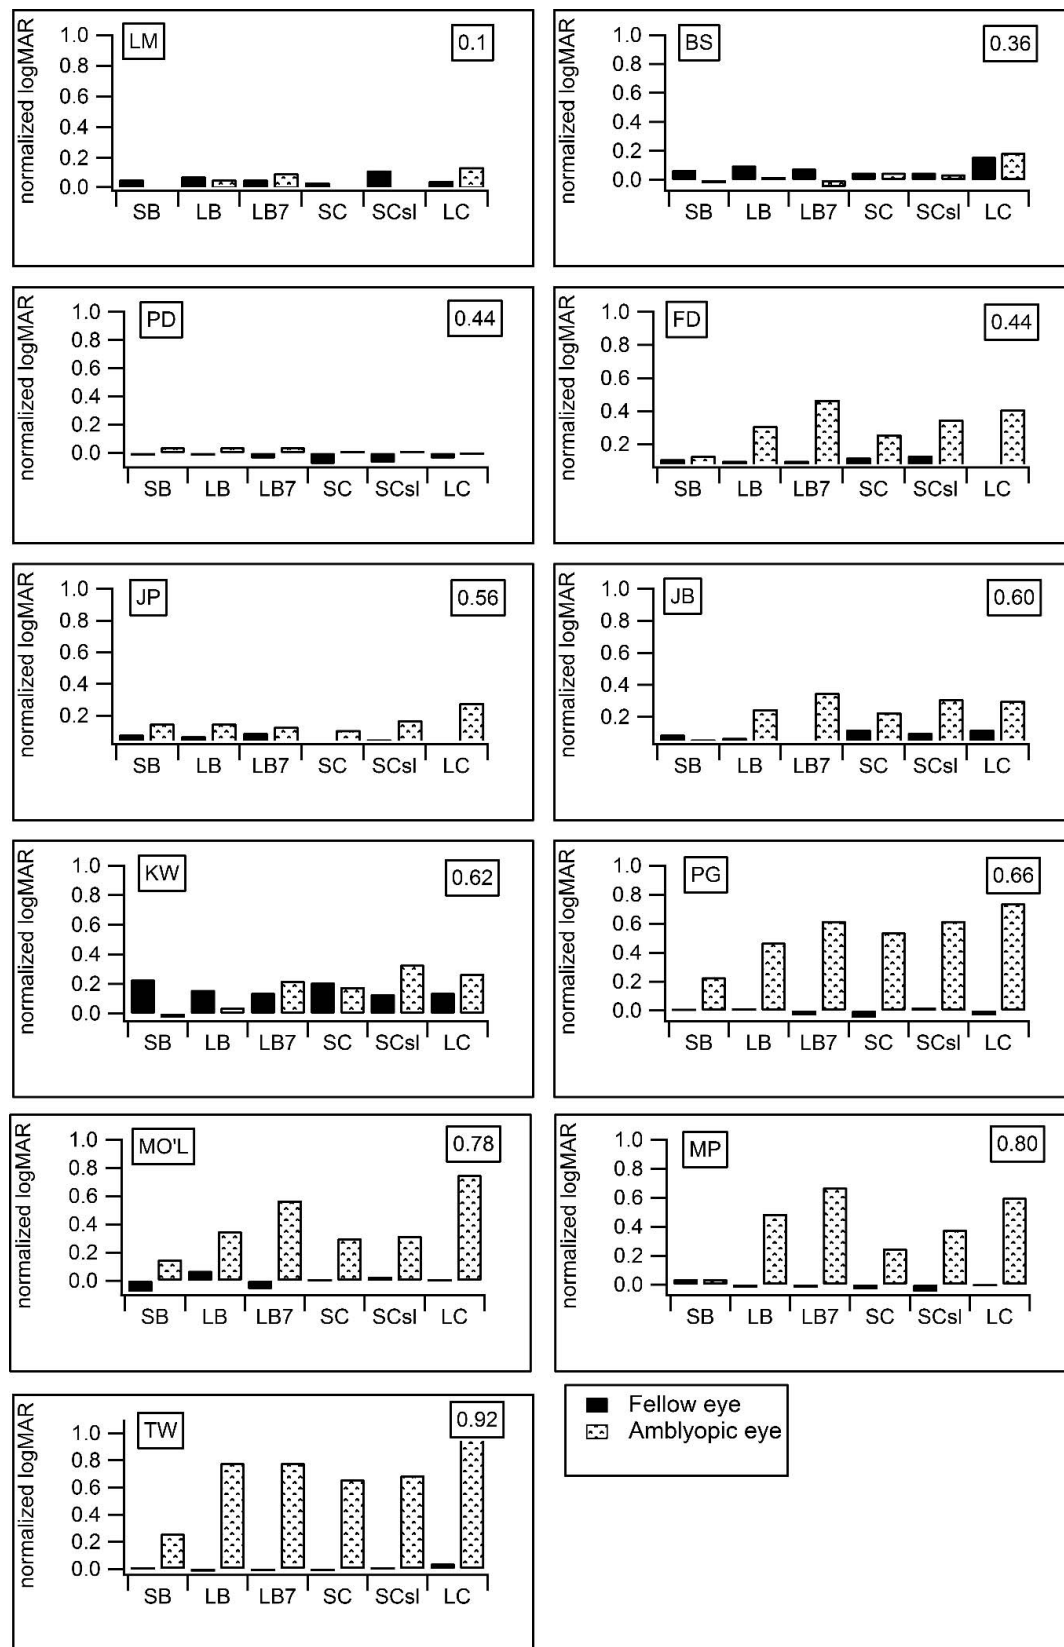 normalized logMAR
1.0
0.8
0.6
0.4
0.2
0.0
LM
0.1
SB LB LB7 SC SCsl LC
normalized logMAR
1.0
0.8
0.6
0.4
0.2
0.0
BS
0.36
SB LB LB7 SC SCsl LC
normalized logMAR
1.0
0.8
0.6
0.4
0.2
0.0
PD
0.44
SB LB LB7 SC SCsl LC
normalized logMAR
1.0
0.8
0.6
0.4
0.2
FD
0.44
SB LB LB7 SC SCsl LC
normalized logMAR
1.0
0.8
0.6
0.4
0.2
JP
0.56
SB LB LB7 SC SCsl LC
normalized logMAR
1.0
0.8
0.6
0.4
0.2
JB
0.60
SB LB LB7 SC SCsl LC
normalized logMAR
1.0
0.8
0.6
0.4
0.2
0.0
KW
0.62
SB LB LB7 SC SCsl LC
normalized logMAR
1.0
0.8
0.6
0.4
0.2
0.0
PG
0.66
SB LB LB7 SC SCsl LC
normalized logMAR
1.0
0.8
0.6
0.4
0.2
0.0
MO'L
0.78
SB LB LB7 SC SCsl LC
normalized logMAR
1.0
0.8
0.6
0.4
0.2
0.0
MP
0.80
SB LB LB7 SC SCsl LC
normalized logMAR
1.0
0.8
0.6
0.4
0.2
0.0
TW
0.92
SB LB LB7 SC SCsl LC
Fellow eye
Amblyopic eye